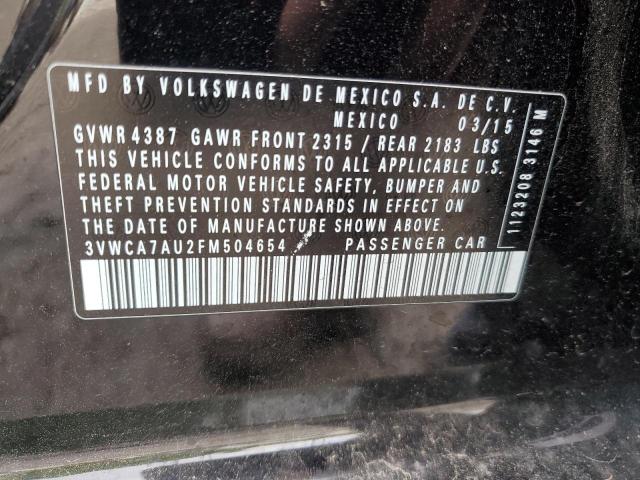 MFD BY VOLKSWAGEN DE MEXICO S.A. DE C.V.
MEXICO 03/15
GVWR 4387 GAWR FRONT 2315 / REAR 2183 LBS
THIS VEHICLE CONFORMS TO ALL APPLICABLE U.S.
FEDERAL MOTOR VEHICLE SAFETY, BUMPER AND
THEFT PREVENTION STANDARDS IN EFFECT ON
THE DATE OF MANUFACTURE SHOWN ABOVE.
3VWCA7AU2FM504654 PASSENGER CAR
1123208 3146 M